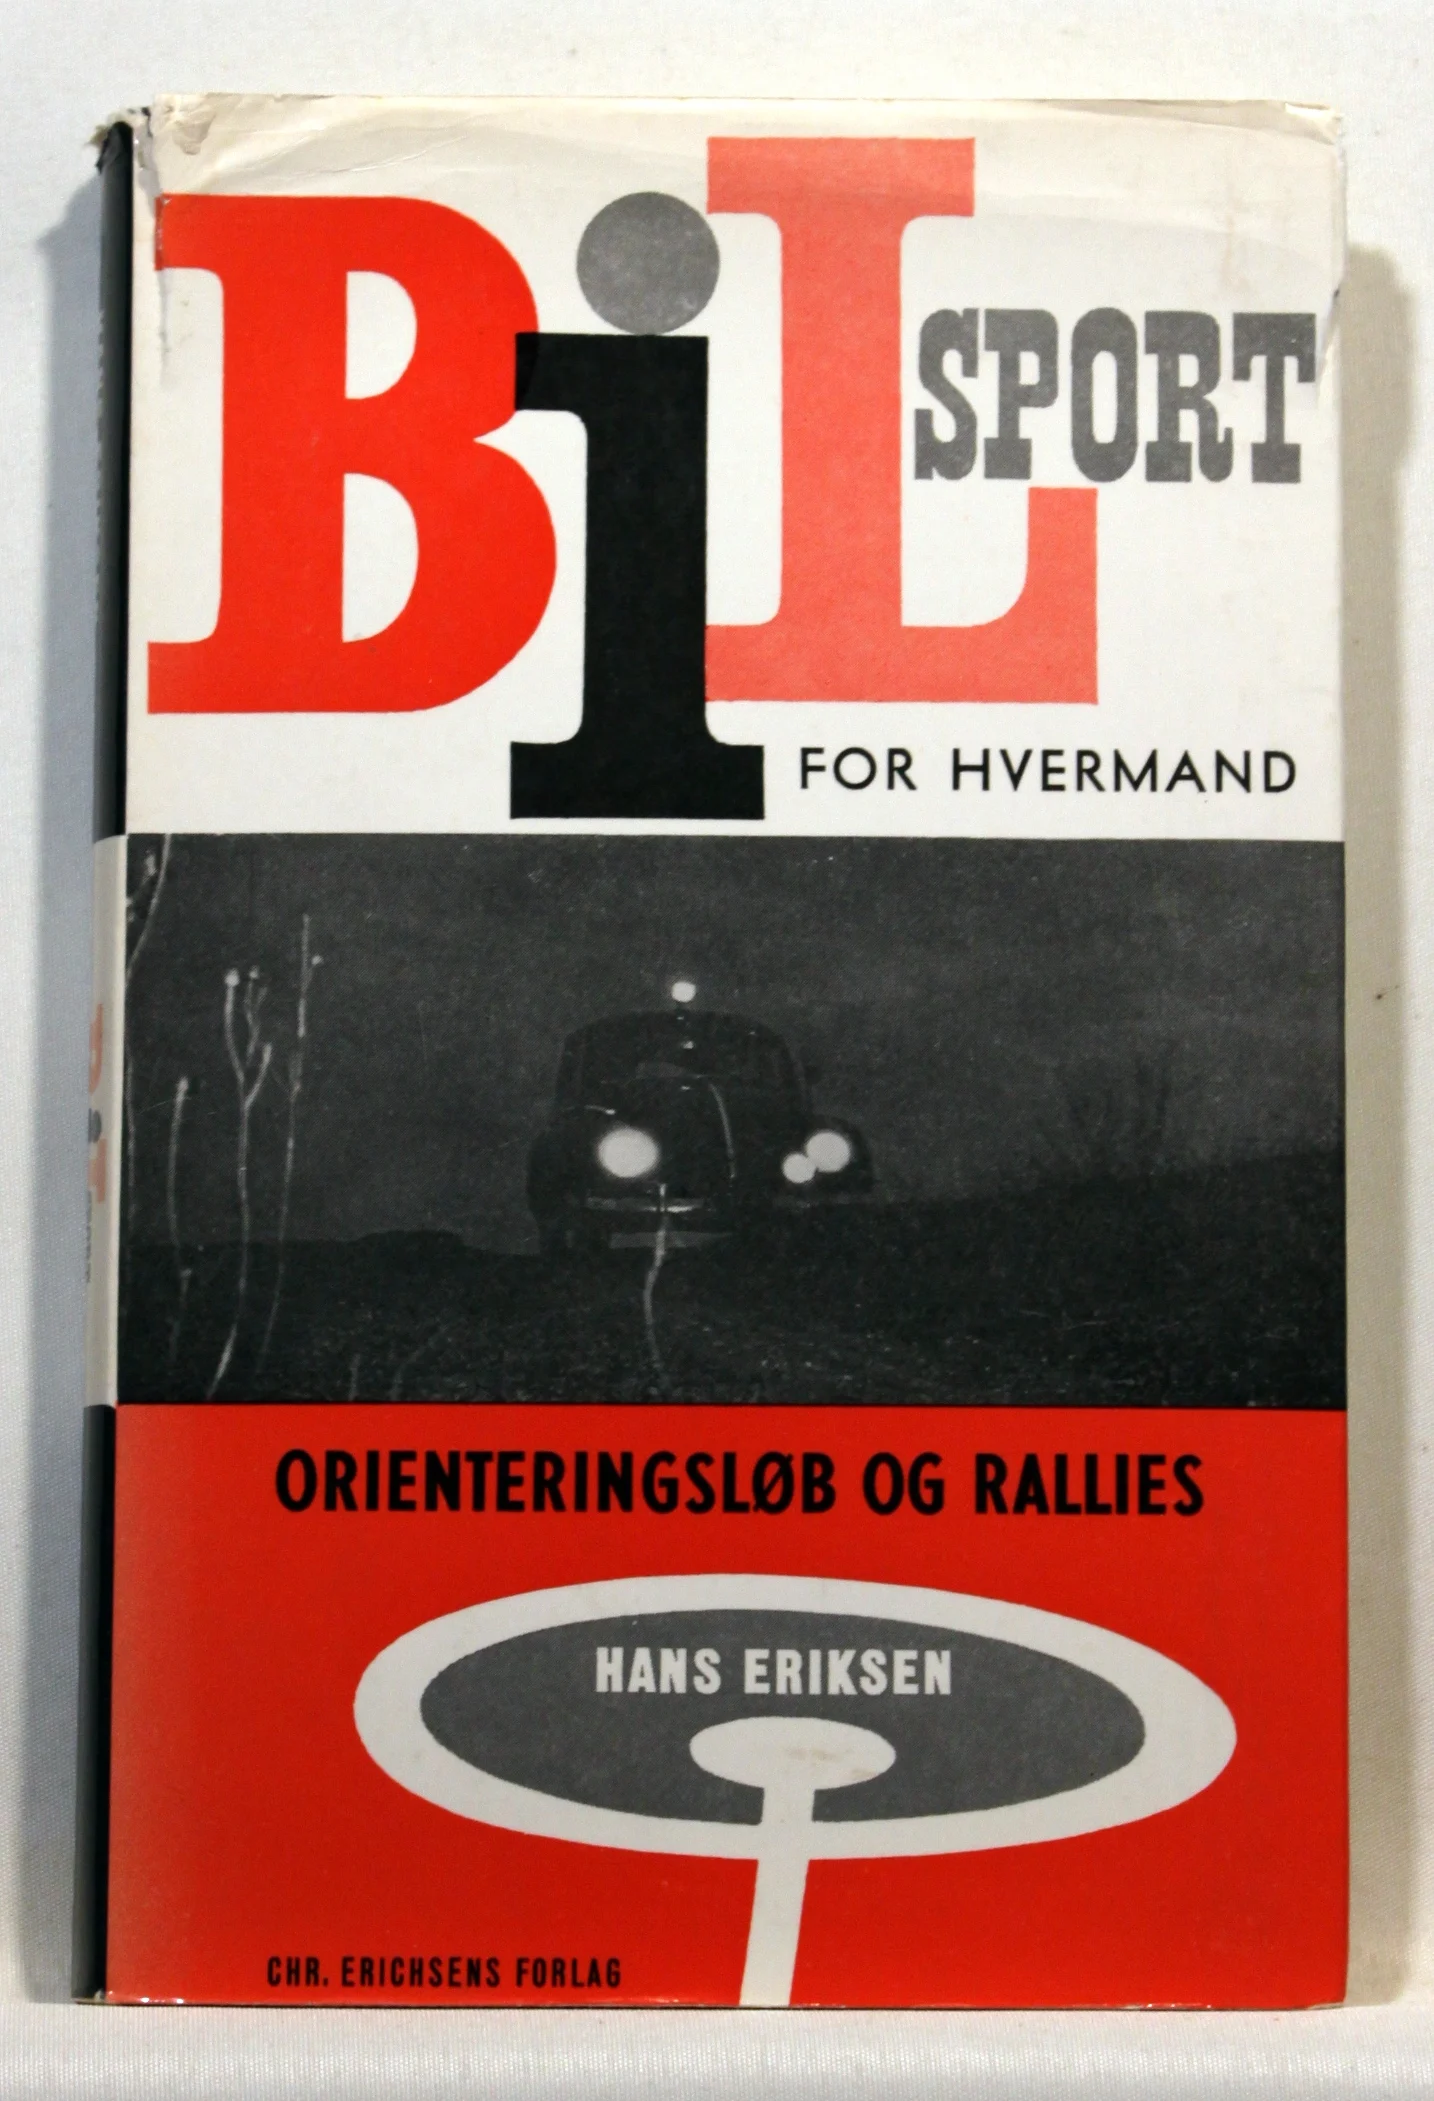 BiL
SPORT
FOR HVERMAND
ORIENTERINGSLØB OG RALLIES
HANS ERIKSEN
CHR. ERICHSENS FORLAG